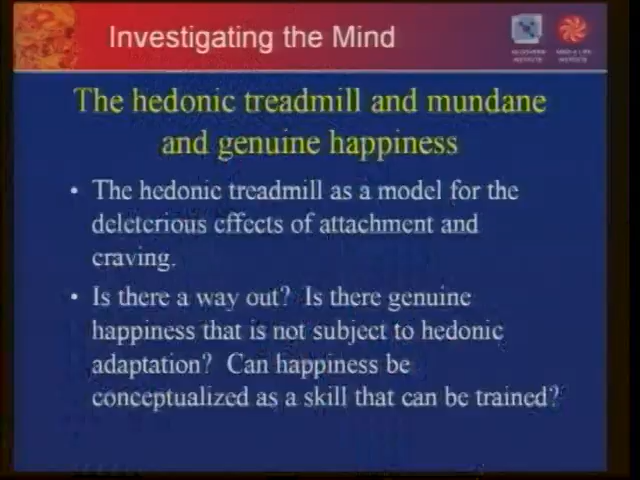 Investigating the Mind
The hedonic treadmill and mundane
and genuine happiness
• The hedonic treadmill as a model for the
deleterious effects of attachment and
craving.
• Is there a way out? Is there genuine
happiness that is not subject to hedonic
adaptation? Can happiness be
conceptualized as a skill that can be trained?